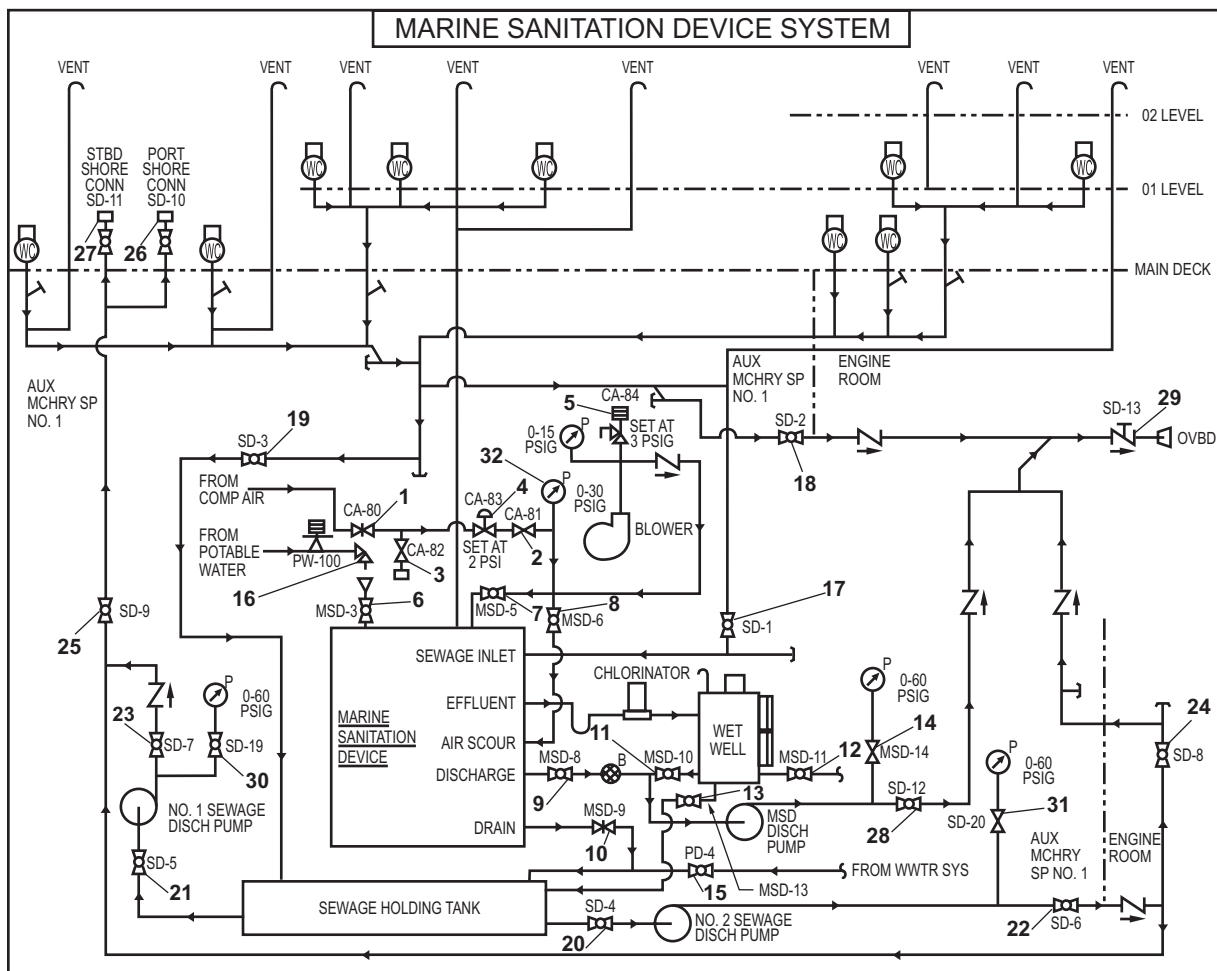 MARINE SANITATION DEVICE SYSTEM
VENT
VENT
VENT
VENT
VENT
VENT
VENT
VENT
02 LEVEL
STBD
SHORE
CONN
SD-11
PORT
SHORE
CONN
SD-10
WC
WC
WC
WC
WC
01 LEVEL
27
26
WC
WC
WC
WC
MAIN DECK
AUX
MCHRY SP
NO. 1
AUX
MCHRY SP
NO. 1
ENGINE
ROOM
5
CA-84
SET AT
3 PSIG
0-15
PSIG
P
SD-2
18
SD-13
29
OVBD
19
SD-3
FROM
COMP AIR
1
CA-80
32
P
0-30
PSIG
4
CA-83
SET AT
2 PSI
CA-81
2
BLOWER
FROM
POTABLE
WATER
PW-100
16
CA-82
3
6
MSD-3
MSD-5
7
8
MSD-6
17
SD-1
SD-9
25
SEWAGE INLET
EFFLUENT
AIR SCOUR
DISCHARGE
DRAIN
MARINE
SANITATION
DEVICE
CHLORINATOR
WET
WELL
P
0-60
PSIG
14
MSD-14
P
0-60
PSIG
23
SD-7
SD-19
30
11
MSD-10
MSD-11
12
24
SD-8
MSD-8
B
9
13
P
0-60
PSIG
31
SD-20
SD-12
28
MSD
DISCH
PUMP
NO. 1 SEWAGE
DISCH PUMP
MSD-9
10
PD-4
15
MSD-13
FROM WWTR SYS
AUX
MCHRY
SP NO. 1
ENGINE
ROOM
SD-5
21
SEWAGE HOLDING TANK
SD-4
20
NO. 2 SEWAGE
DISCH PUMP
22
SD-6